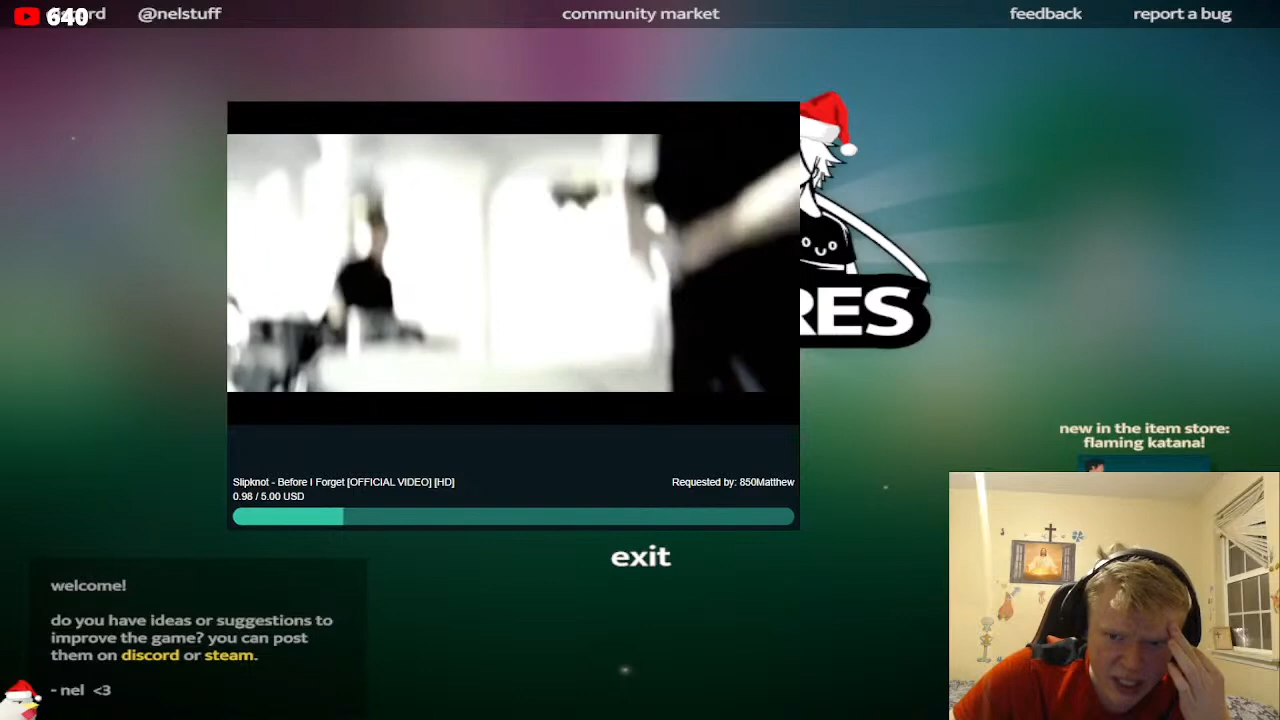 640
@nelstuff
community market
feedback
report a bug
RES
new in the item store:
flaming katana!
Slipknot - Before I Forget [OFFICIAL VIDEO] [HD]
Requested by: 850Matthew
0.98 / 5.00 USD
exit
welcome!
do you have ideas or suggestions to
improve the game? you can post
them on discord or steam.
- nel <3